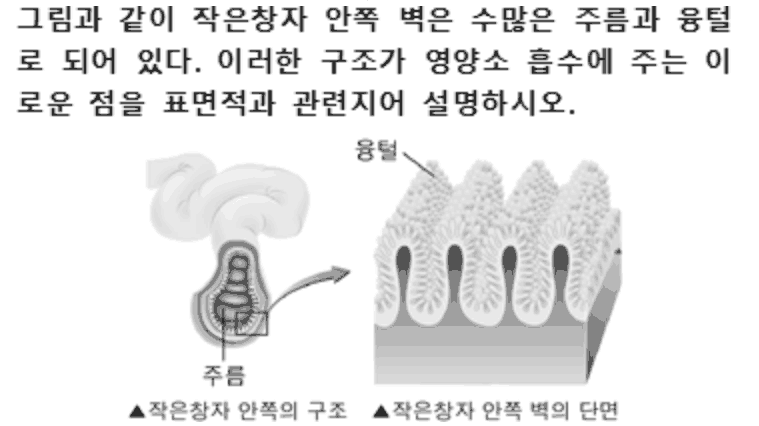 그림과 같이 작은창자 안쪽 벽은 수많은 주름과 융털
로 되어 있다. 이러한 구조가 영양소 흡수에 주는 이
로운 점을 표면적과 관련지어 설명하시오.
융털
주름
▲작은창자 안쪽의 구조
▲작은창자 안쪽 벽의 단면